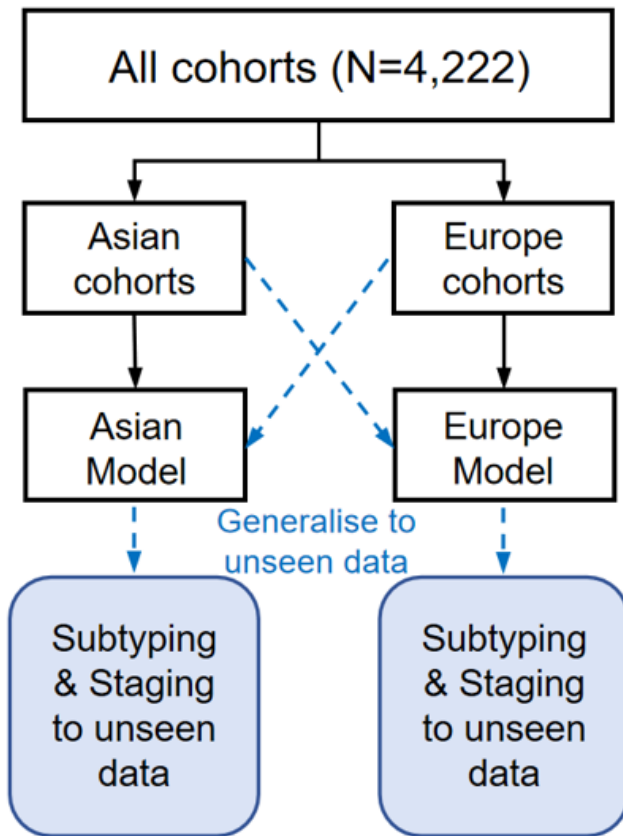 All cohorts (N=4,222)
Asian
cohorts
Europe
cohorts
Asian
Model
Europe
Model
Generalise to
unseen data
Subtyping
& Staging
to unseen
data
Subtyping
& Staging
to unseen
data